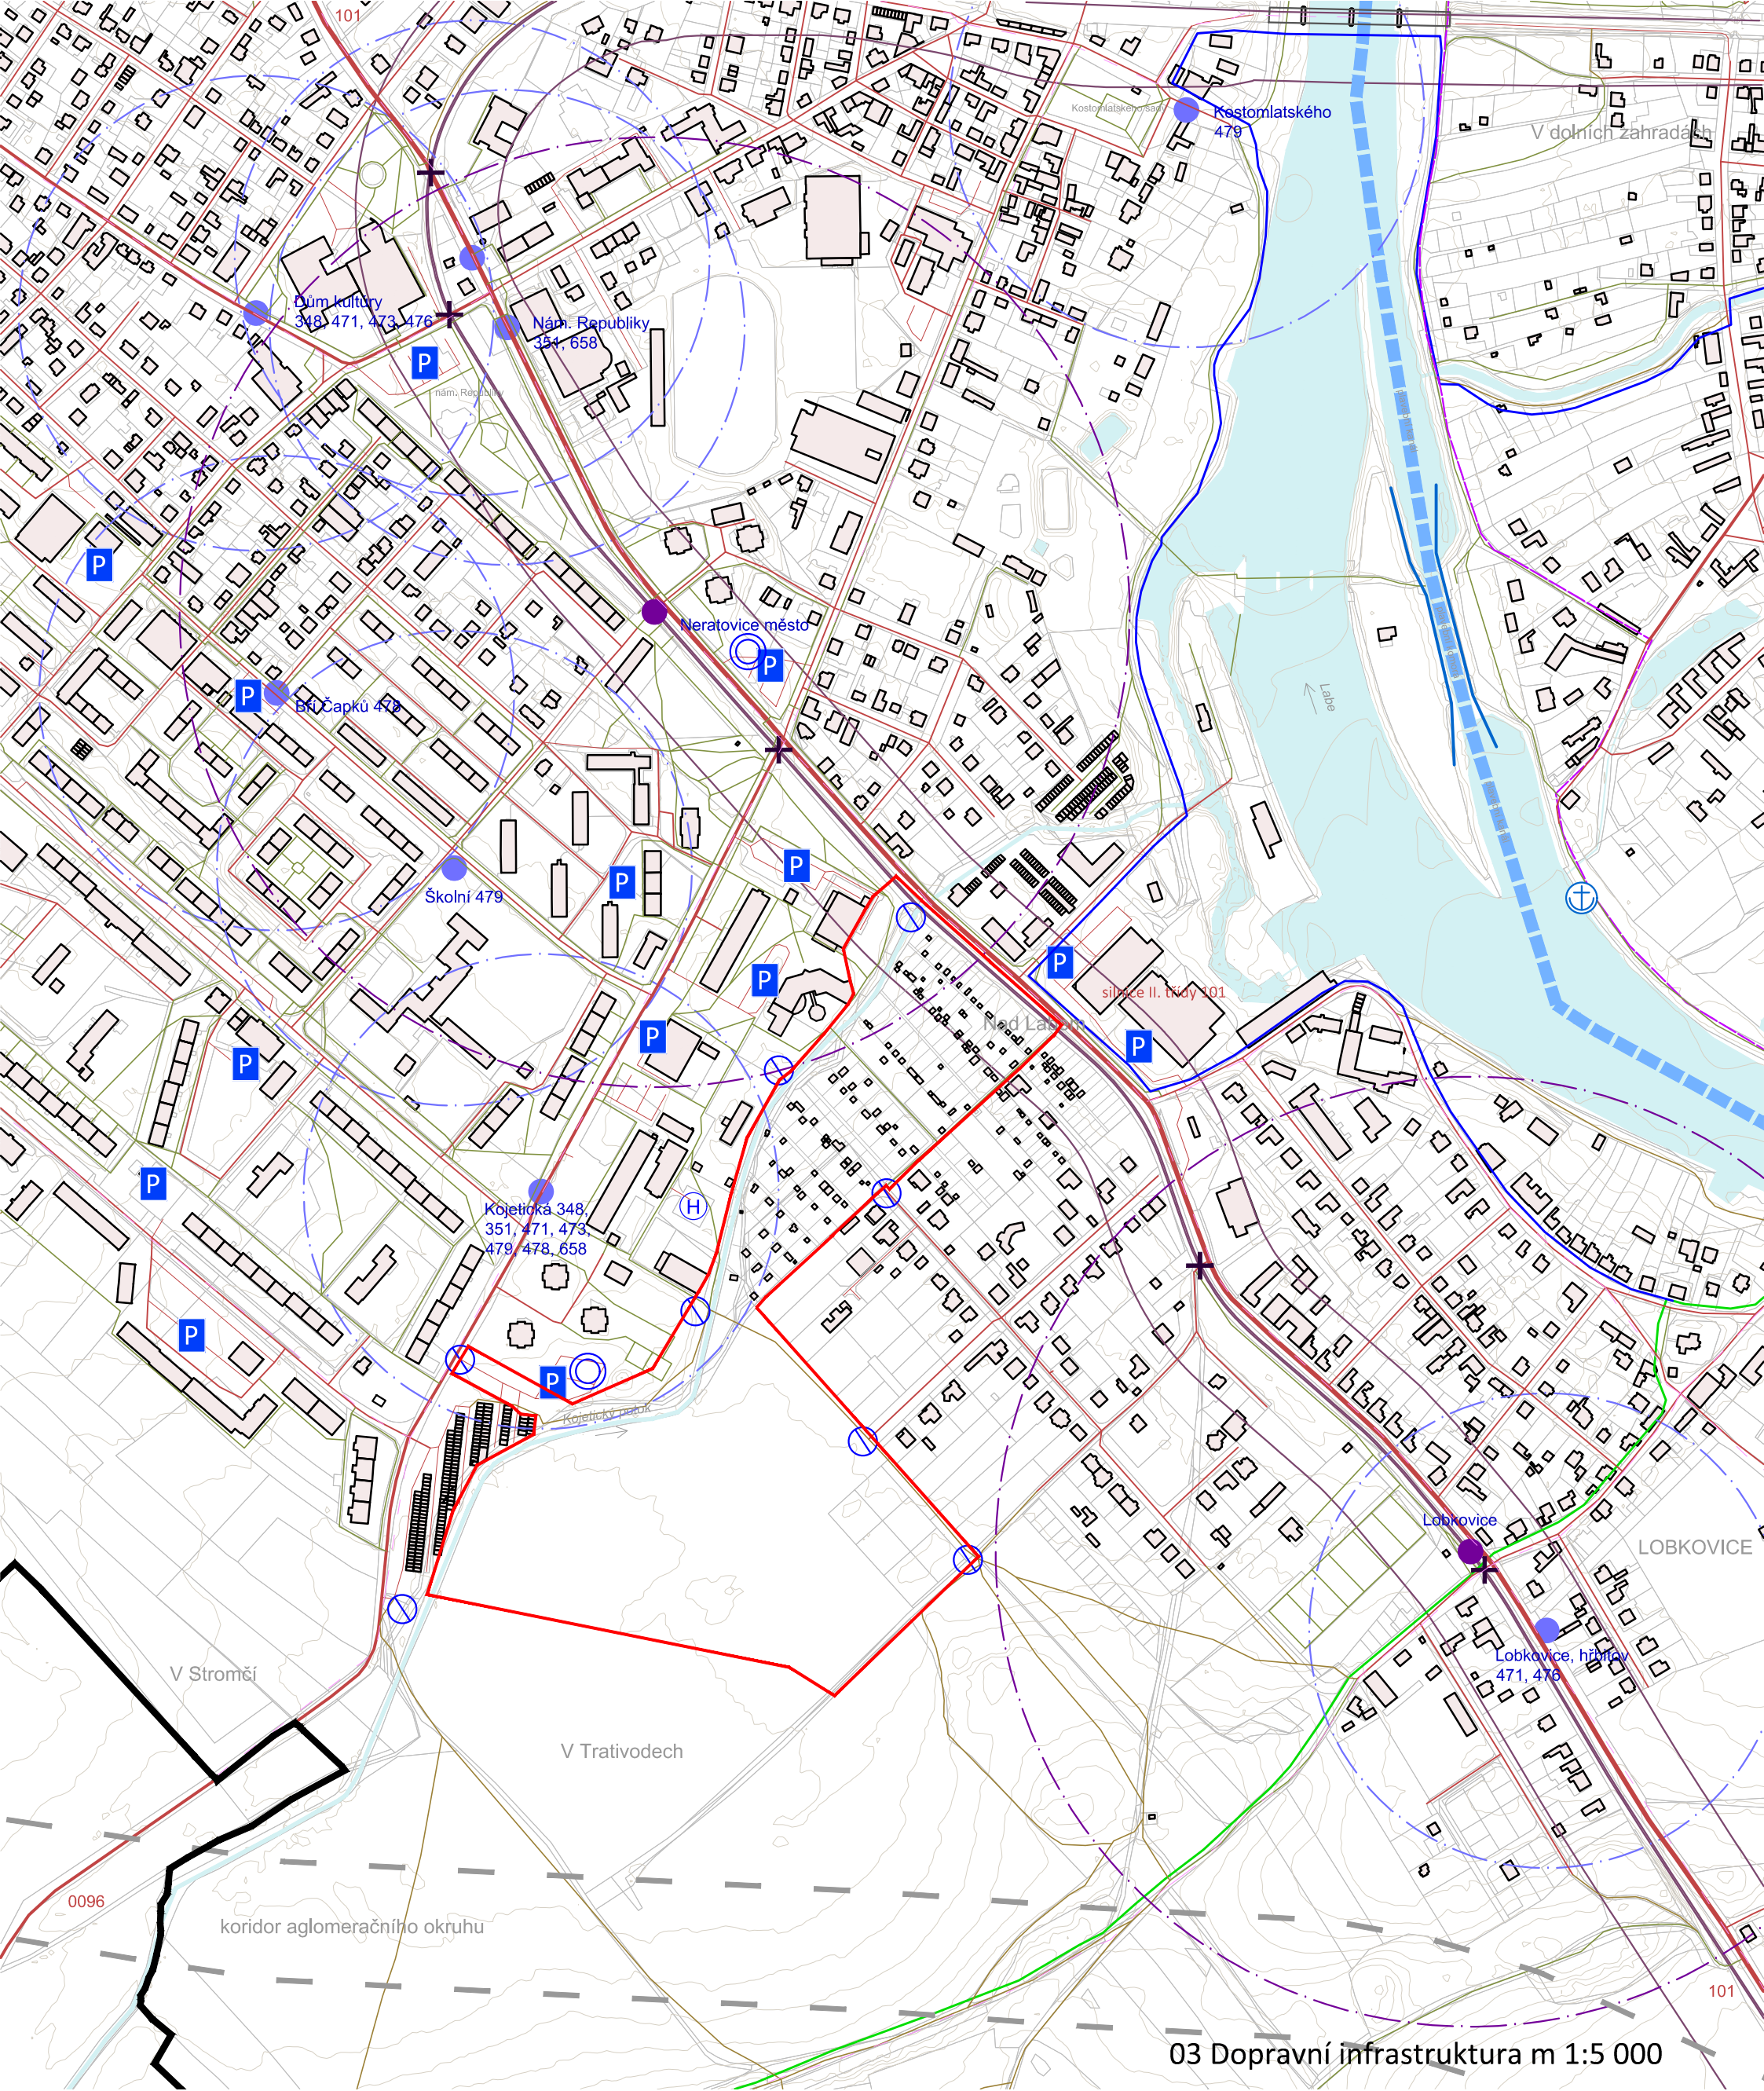 101
Kostomlatského sady
Kostomlatského
479
V dolních zahradách
Dům kultury
348, 471, 473, 476
Nám. Republiky
351, 658
P
nám. Republiky
P
Neratovice město
P
P
Bří Čapků 478
Labe
P
P
Školní 479
P
P
silnice II. třídy 101
Nad Labem
P
P
P
P
Kojetická 348,
351, 471, 473,
479, 478, 658
H
P
P
Kojetický potok
Lobkovice
LOBKOVICE
Lobkovice, hřbitov
471, 476
V Stromčí
V Trativodech
0096
koridor aglomeračního okruhu
101
03 Dopravní infrastruktura m 1:5 000